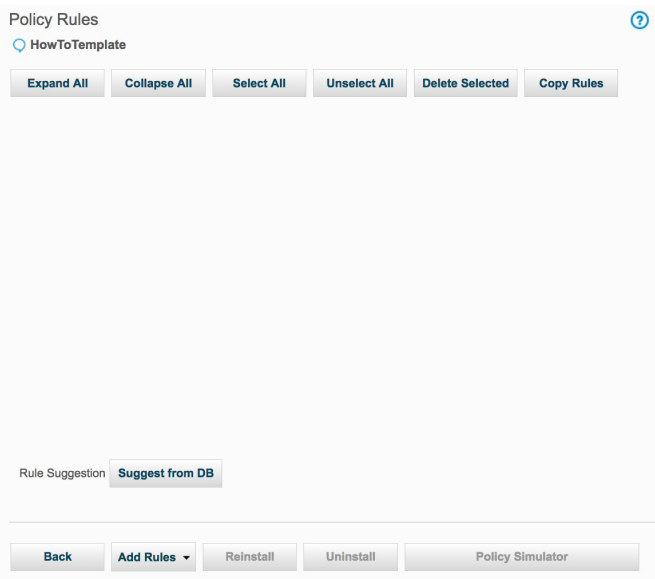 Policy Rules
HowToTemplate
Expand All Collapse All Select All Unselect All Delete Selected Copy Rules
Rule Suggestion Suggest from DB
Back Add Rules Reinstall Uninstall Policy Simulator